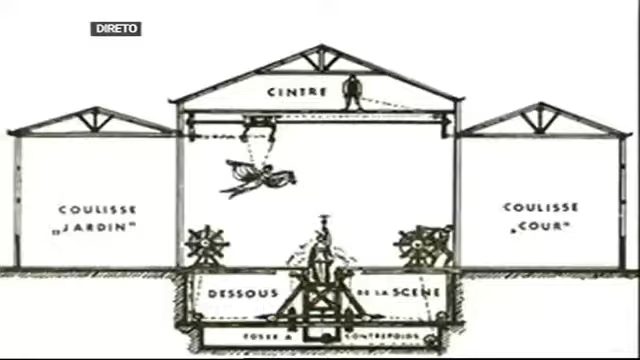 DIRETO
CINTRE
COULISSE
„JARDIN"
COULISSE
„COUR"
DESSOUS DE LA SCENE
FOSSE A CONTREPOIDS